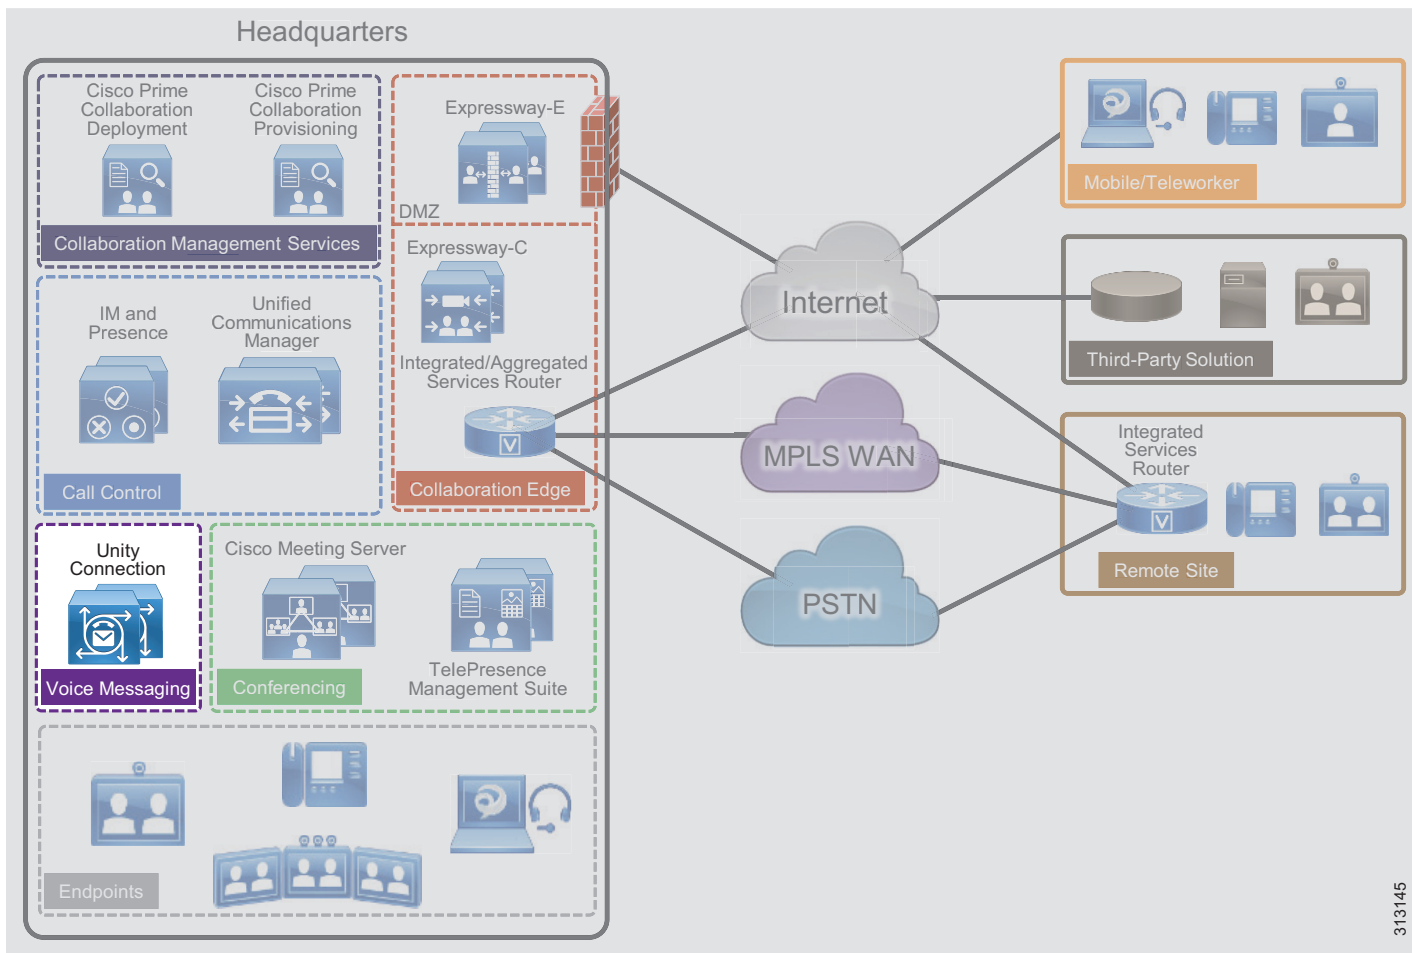 Headquarters
Cisco Prime
Collaboration
Deployment
Cisco Prime
Collaboration
Provisioning
Collaboration Management Services
Expressway-E
DMZ
Expressway-C
Integrated/Aggregated
Services Router
V
Collaboration Edge
IM and
Presence
Unified
Communications
Manager
Call Control
Unity
Connection
Voice Messaging
Cisco Meeting Server
TelePresence
Management Suite
Conferencing
Endpoints
Internet
MPLS WAN
PSTN
Mobile/Teleworker
Third-Party Solution
Integrated
Services
Router
V
Remote Site
313145